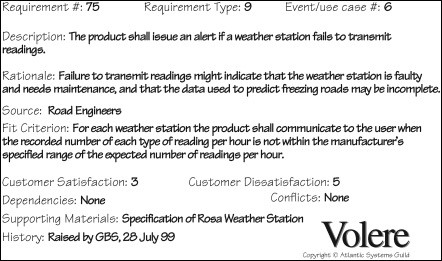 Requirement #: 75 Requirement Type: 9 Event/use case #: 6
Description: The product shall issue an alert if a weather station fails to transmit
readings.
Rationale: Failure to transmit readings might indicate that the weather station is faulty
and needs maintenance, and that the data used to predict freezing roads may be incomplete.
Source: Road Engineers
Fit Criterion: For each weather station the product shall communicate to the user when
the recorded number of each type of reading per hour is not within the manufacturer's
specified range of the expected number of readings per hour.
Customer Satisfaction: 3 Customer Dissatisfaction: 5
Dependencies: None Conflicts: None
Supporting Materials: Specification of Rosa Weather Station
History: Raised by GBS, 28 July 99
Volere
Copyright © Atlantic Systems Guild